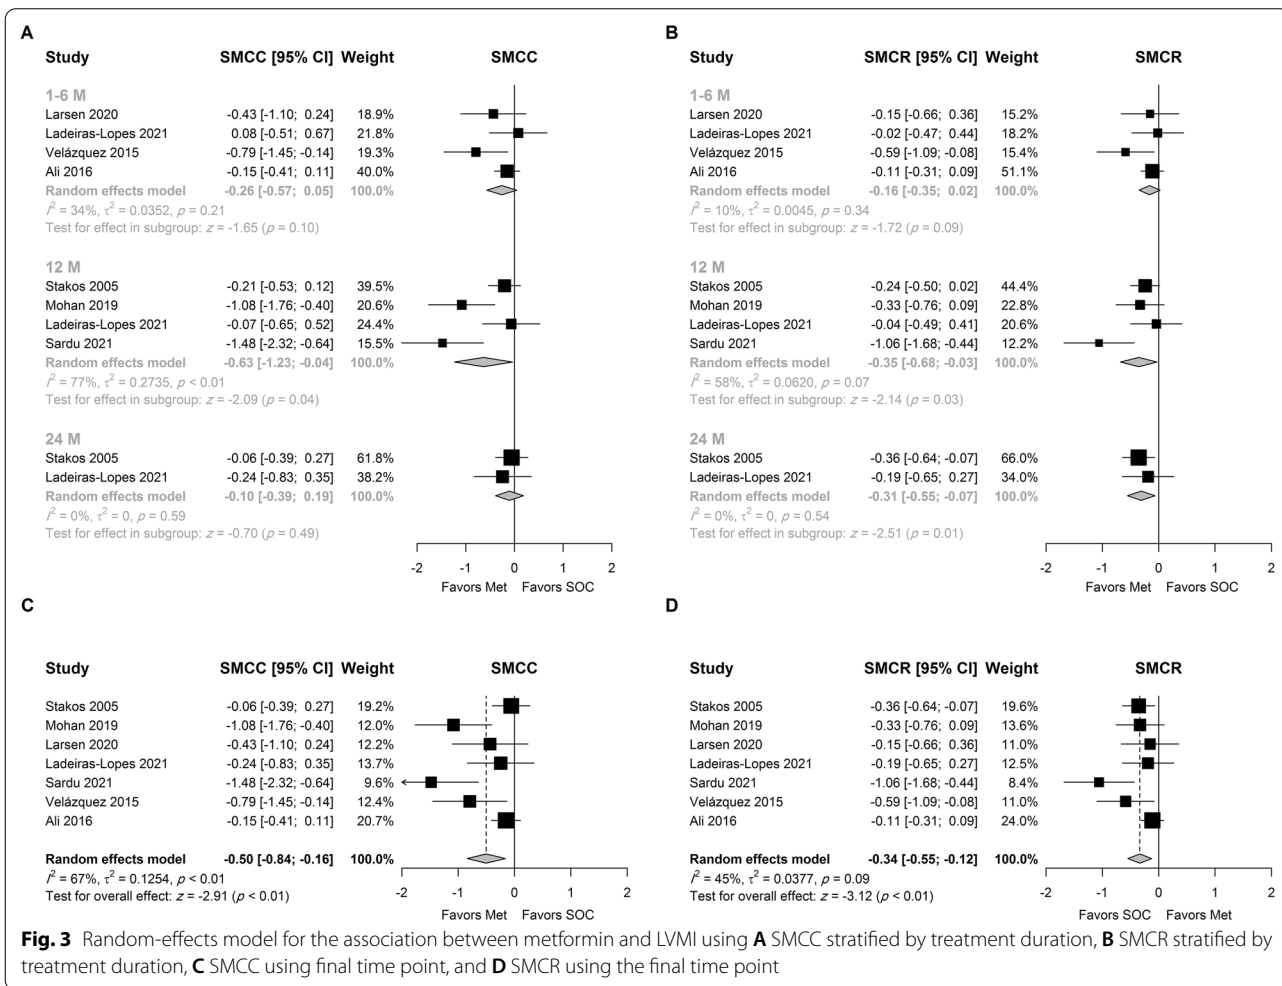 A
Study SMCC [95% CI] Weight SMCC
1-6 M
Larsen 2020 -0.43 [-1.10; 0.24] 18.9%
Ladeiras-Lopes 2021 0.08 [-0.51; 0.67] 21.8%
Velázquez 2015 -0.79 [-1.45; -0.14] 19.3%
Ali 2016 -0.15 [-0.41; 0.11] 40.0%
Random effects model -0.26 [-0.57; 0.05] 100.0%
I² = 34%, τ² = 0.0352, p = 0.21
Test for effect in subgroup: z = -1.65 (p = 0.10)
12 M
Stakos 2005 -0.21 [-0.53; 0.12] 39.5%
Mohan 2019 -1.08 [-1.76; -0.40] 20.6%
Ladeiras-Lopes 2021 -0.07 [-0.65; 0.52] 24.4%
Sardu 2021 -1.48 [-2.32; -0.64] 15.5%
Random effects model -0.63 [-1.23; -0.04] 100.0%
I² = 77%, τ² = 0.2735, p < 0.01
Test for effect in subgroup: z = -2.09 (p = 0.04)
24 M
Stakos 2005 -0.06 [-0.39; 0.27] 61.8%
Ladeiras-Lopes 2021 -0.24 [-0.83; 0.35] 38.2%
Random effects model -0.10 [-0.39; 0.19] 100.0%
I² = 0%, τ² = 0, p = 0.59
Test for effect in subgroup: z = -0.70 (p = 0.49)
-2 -1 0 1 2
Favors Met Favors SOC
B
Study SMCR [95% CI] Weight SMCR
1-6 M
Larsen 2020 -0.15 [-0.66; 0.36] 15.2%
Ladeiras-Lopes 2021 -0.02 [-0.47; 0.44] 18.2%
Velázquez 2015 -0.59 [-1.09; -0.08] 15.4%
Ali 2016 -0.11 [-0.31; 0.09] 51.1%
Random effects model -0.16 [-0.35; 0.02] 100.0%
I² = 10%, τ² = 0.0045, p = 0.34
Test for effect in subgroup: z = -1.72 (p = 0.09)
12 M
Stakos 2005 -0.24 [-0.50; 0.02] 44.4%
Mohan 2019 -0.33 [-0.76; 0.09] 22.8%
Ladeiras-Lopes 2021 -0.04 [-0.49; 0.41] 20.6%
Sardu 2021 -1.06 [-1.68; -0.44] 12.2%
Random effects model -0.35 [-0.68; -0.03] 100.0%
I² = 58%, τ² = 0.0620, p = 0.07
Test for effect in subgroup: z = -2.14 (p = 0.03)
24 M
Stakos 2005 -0.36 [-0.64; -0.07] 66.0%
Ladeiras-Lopes 2021 -0.19 [-0.65; 0.27] 34.0%
Random effects model -0.31 [-0.55; -0.07] 100.0%
I² = 0%, τ² = 0, p = 0.54
Test for effect in subgroup: z = -2.51 (p = 0.01)
-2 -1 0 1 2
Favors Met Favors SOC
C
Study SMCC [95% CI] Weight SMCC
Stakos 2005 -0.06 [-0.39; 0.27] 19.2%
Mohan 2019 -1.08 [-1.76; -0.40] 12.0%
Larsen 2020 -0.43 [-1.10; 0.24] 12.2%
Ladeiras-Lopes 2021 -0.24 [-0.83; 0.35] 13.7%
Sardu 2021 -1.48 [-2.32; -0.64] 9.6%
Velázquez 2015 -0.79 [-1.45; -0.14] 12.4%
Ali 2016 -0.15 [-0.41; 0.11] 20.7%
Random effects model -0.50 [-0.84; -0.16] 100.0%
I² = 67%, τ² = 0.1254, p < 0.01
Test for overall effect: z = -2.91 (p < 0.01)
-2 -1 0 1 2
Favors Met Favors SOC
D
Study SMCR [95% CI] Weight SMCR
Stakos 2005 -0.36 [-0.64; -0.07] 19.6%
Mohan 2019 -0.33 [-0.76; 0.09] 13.6%
Larsen 2020 -0.15 [-0.66; 0.36] 11.0%
Ladeiras-Lopes 2021 -0.19 [-0.65; 0.27] 12.5%
Sardu 2021 -1.06 [-1.68; -0.44] 8.4%
Velázquez 2015 -0.59 [-1.09; -0.08] 11.0%
Ali 2016 -0.11 [-0.31; 0.09] 24.0%
Random effects model -0.34 [-0.55; -0.12] 100.0%
I² = 45%, τ² = 0.0377, p = 0.09
Test for overall effect: z = -3.12 (p < 0.01)
-2 -1 0 1 2
Favors SOC Favors Met
Fig. 3 Random-effects model for the association between metformin and LVMI using A SMCC stratified by treatment duration, B SMCR stratified by
treatment duration, C SMCC using final time point, and D SMCR using the final time point